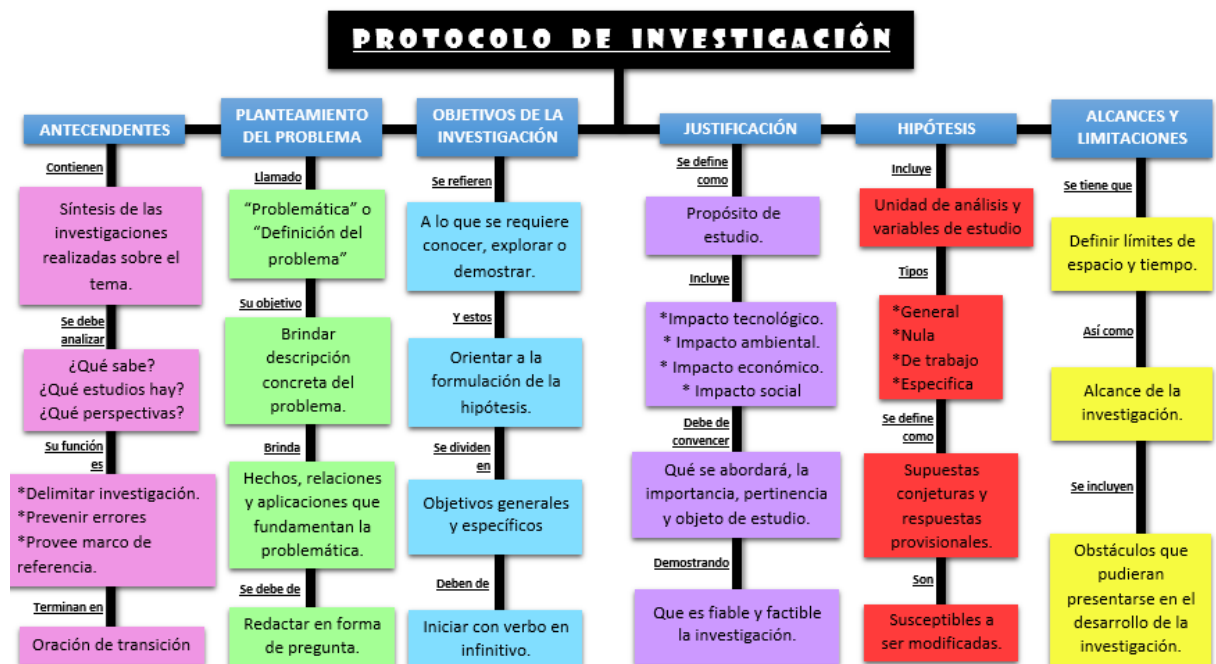 PROTOCOLO DE INVESTIGACIÓN
ANTECEDENTES
Contienen
Síntesis de las
investigaciones
realizadas sobre el
tema.
Se debe
analizar
¿Qué sabe?
¿Qué estudios hay?
¿Qué perspectivas?
Su función
es
*Delimitar investigación.
*Prevenir errores
*Provee marco de
referencia.
Terminan en
Oración de transición
PLANTEAMIENTO
DEL PROBLEMA
Llamado
“Problemática” o
“Definición del
problema”
Su objetivo
Brindar
descripción
concreta del
problema.
Brinda
Hechos, relaciones
y aplicaciones que
fundamentan la
problemática.
Se debe de
Redactar en forma
de pregunta.
OBJETIVOS DE LA
INVESTIGACIÓN
Se refieren
A lo que se requiere
conocer, explorar o
demostrar.
Y estos
Orientar a la
formulación de la
hipótesis.
Se dividen
en
Objetivos generales
y específicos
Deben de
Iniciar con verbo en
infinitivo.
JUSTIFICACIÓN
Se define
como
Propósito de
estudio.
Incluye
*Impacto tecnológico.
* Impacto ambiental.
* Impacto económico.
* Impacto social
Debe de
convencer
Qué se abordará, la
importancia, pertinencia
y objeto de estudio.
Demostrando
Que es fiable y factible
la investigación.
HIPÓTESIS
Incluye
Unidad de análisis y
variables de estudio
Tipos
*General
*Nula
*De trabajo
*Especifica
Se define
como
Supuestas
conjeturas y
respuestas
provisionales.
Son
Susceptibles a
ser modificadas.
ALCANCES Y
LIMITACIONES
Se tiene que
Definir límites de
espacio y tiempo.
Así como
Alcance de la
investigación.
Se incluyen
Obstáculos que
pudieran
presentarse en el
desarrollo de la
investigación.